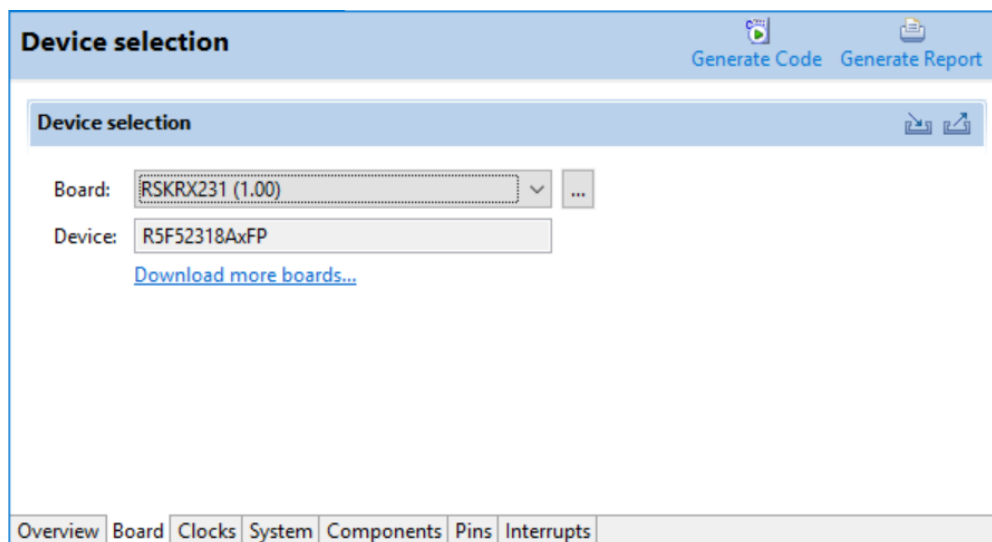 Device selection
Generate Code Generate Report
Device selection
Board: RSKRX231 (1.00) ...
Device: R5F52318AxFP
Download more boards...
Overview Board Clocks System Components Pins Interrupts